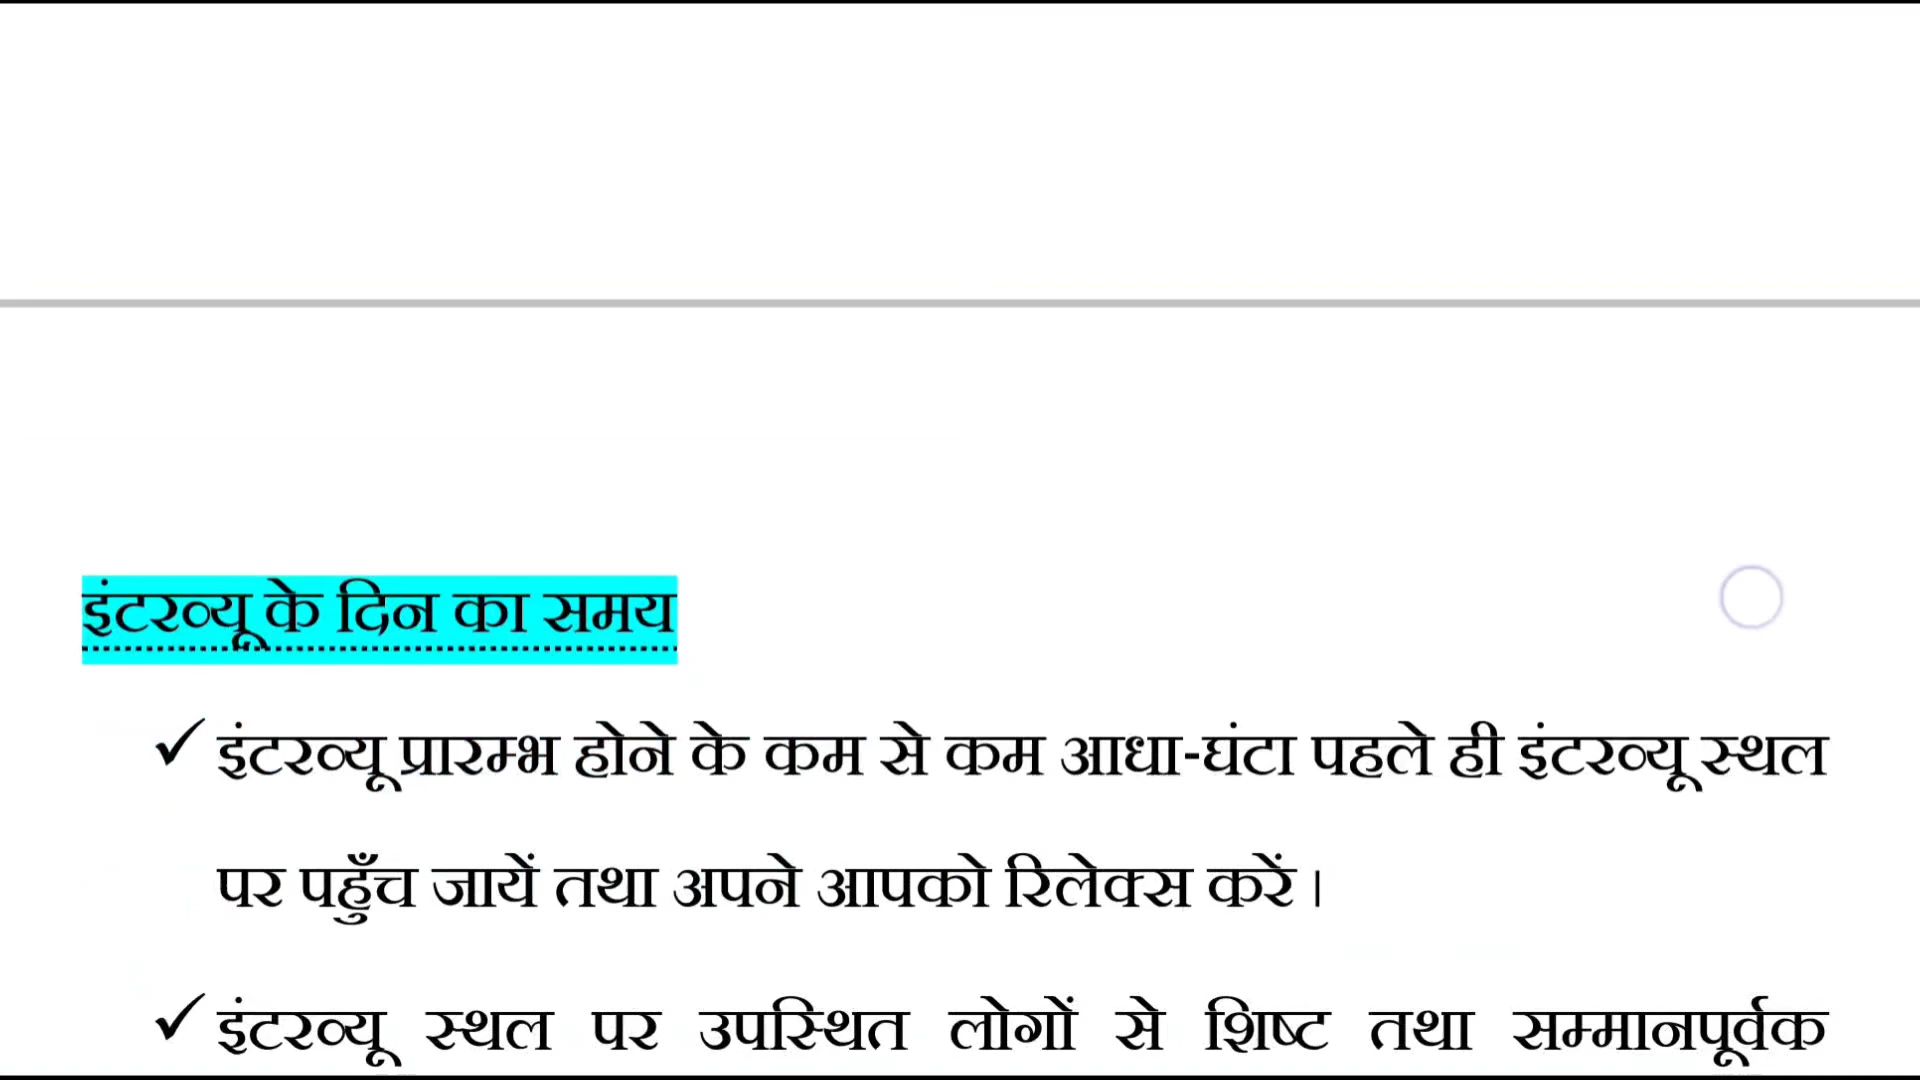 इंटरव्यू के दिन का समय
✓ इंटरव्यू प्रारम्भ होने के कम से कम आधा-घंटा पहले ही इंटरव्यू स्थल
पर पहुँच जायें तथा अपने आपको रिलेक्स करें।
✓ इंटरव्यू स्थल पर उपस्थित लोगों से शिष्ट तथा सम्मानपूर्वक